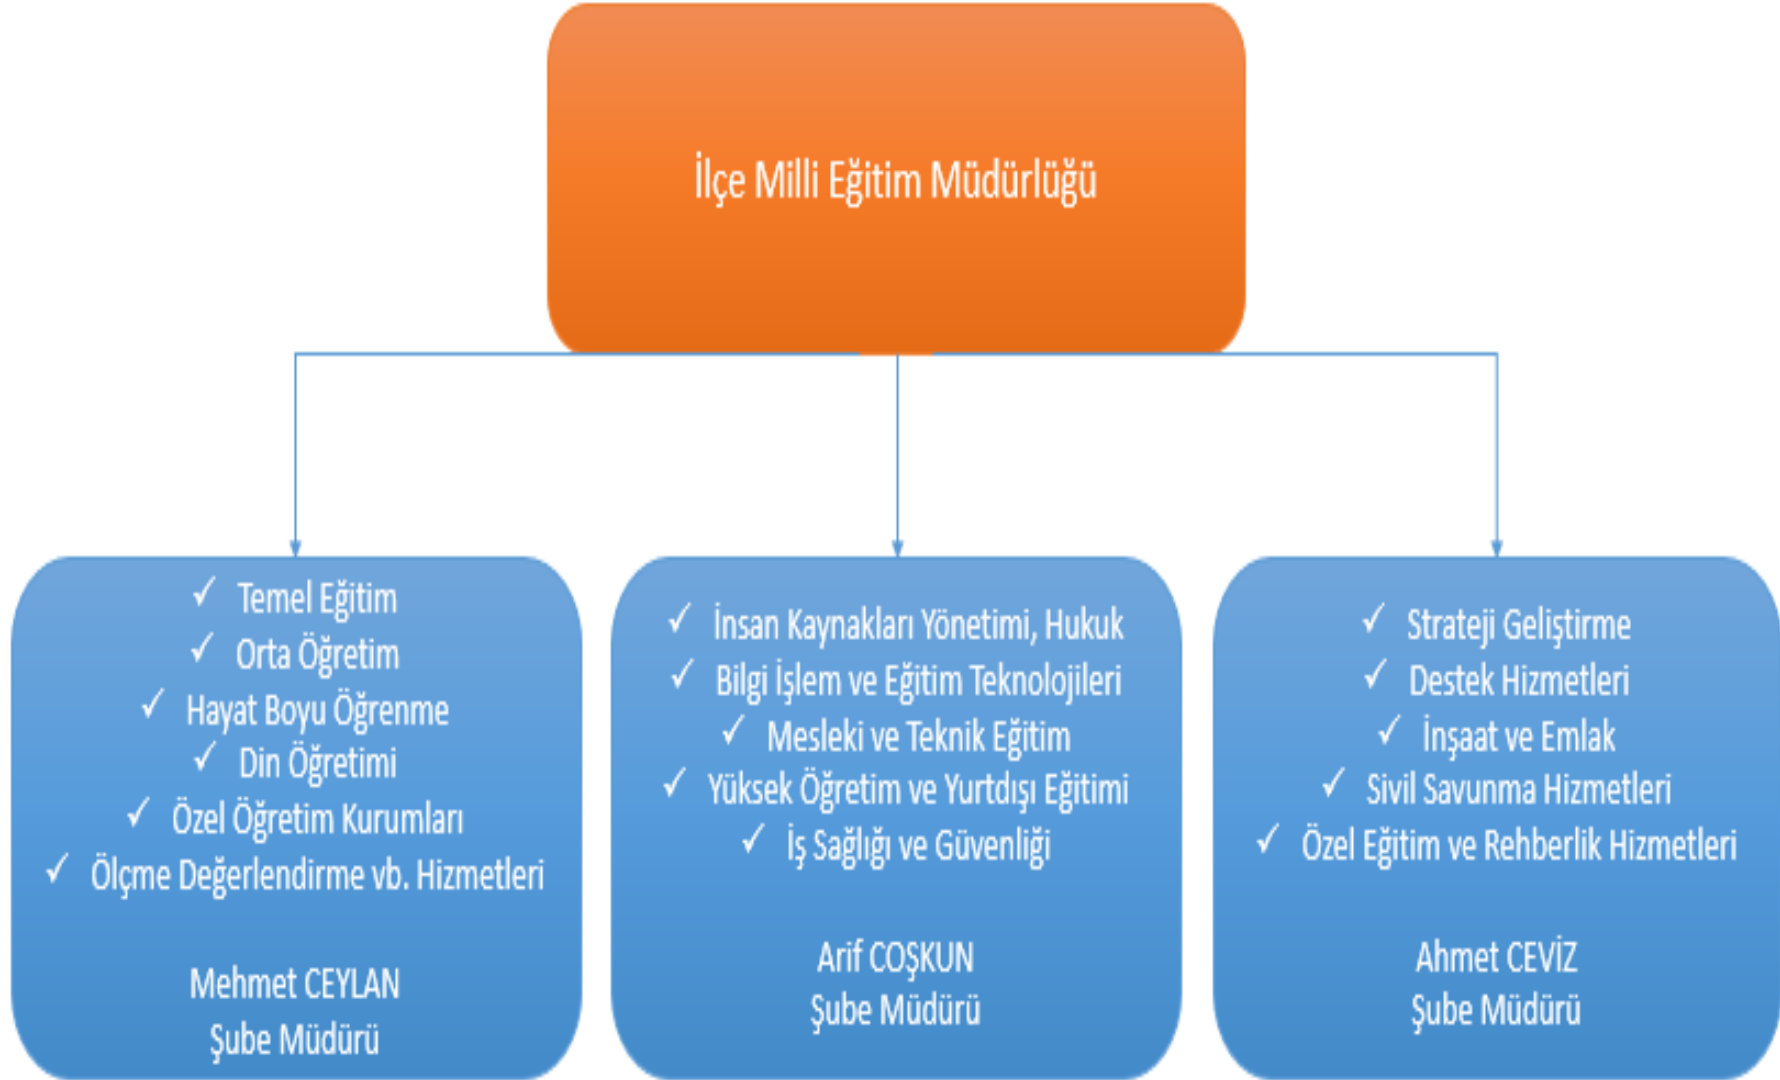 İlçe Milli Eğitim Müdürlüğü
✓ Temel Eğitim
✓ Orta Öğretim
✓ Hayat Boyu Öğrenme
✓ Din Öğretimi
✓ Özel Öğretim Kurumları
✓ Ölçme Değerlendirme vb. Hizmetleri
Mehmet CEYLAN
Şube Müdürü
✓ İnsan Kaynakları Yönetimi, Hukuk
✓ Bilgi İşlem ve Eğitim Teknolojileri
✓ Mesleki ve Teknik Eğitim
✓ Yüksek Öğretim ve Yurtdışı Eğitimi
✓ İş Sağlığı ve Güvenliği
Arif COŞKUN
Şube Müdürü
✓ Strateji Geliştirme
✓ Destek Hizmetleri
✓ İnşaat ve Emlak
✓ Sivil Savunma Hizmetleri
✓ Özel Eğitim ve Rehberlik Hizmetleri
Ahmet CEVİZ
Şube Müdürü